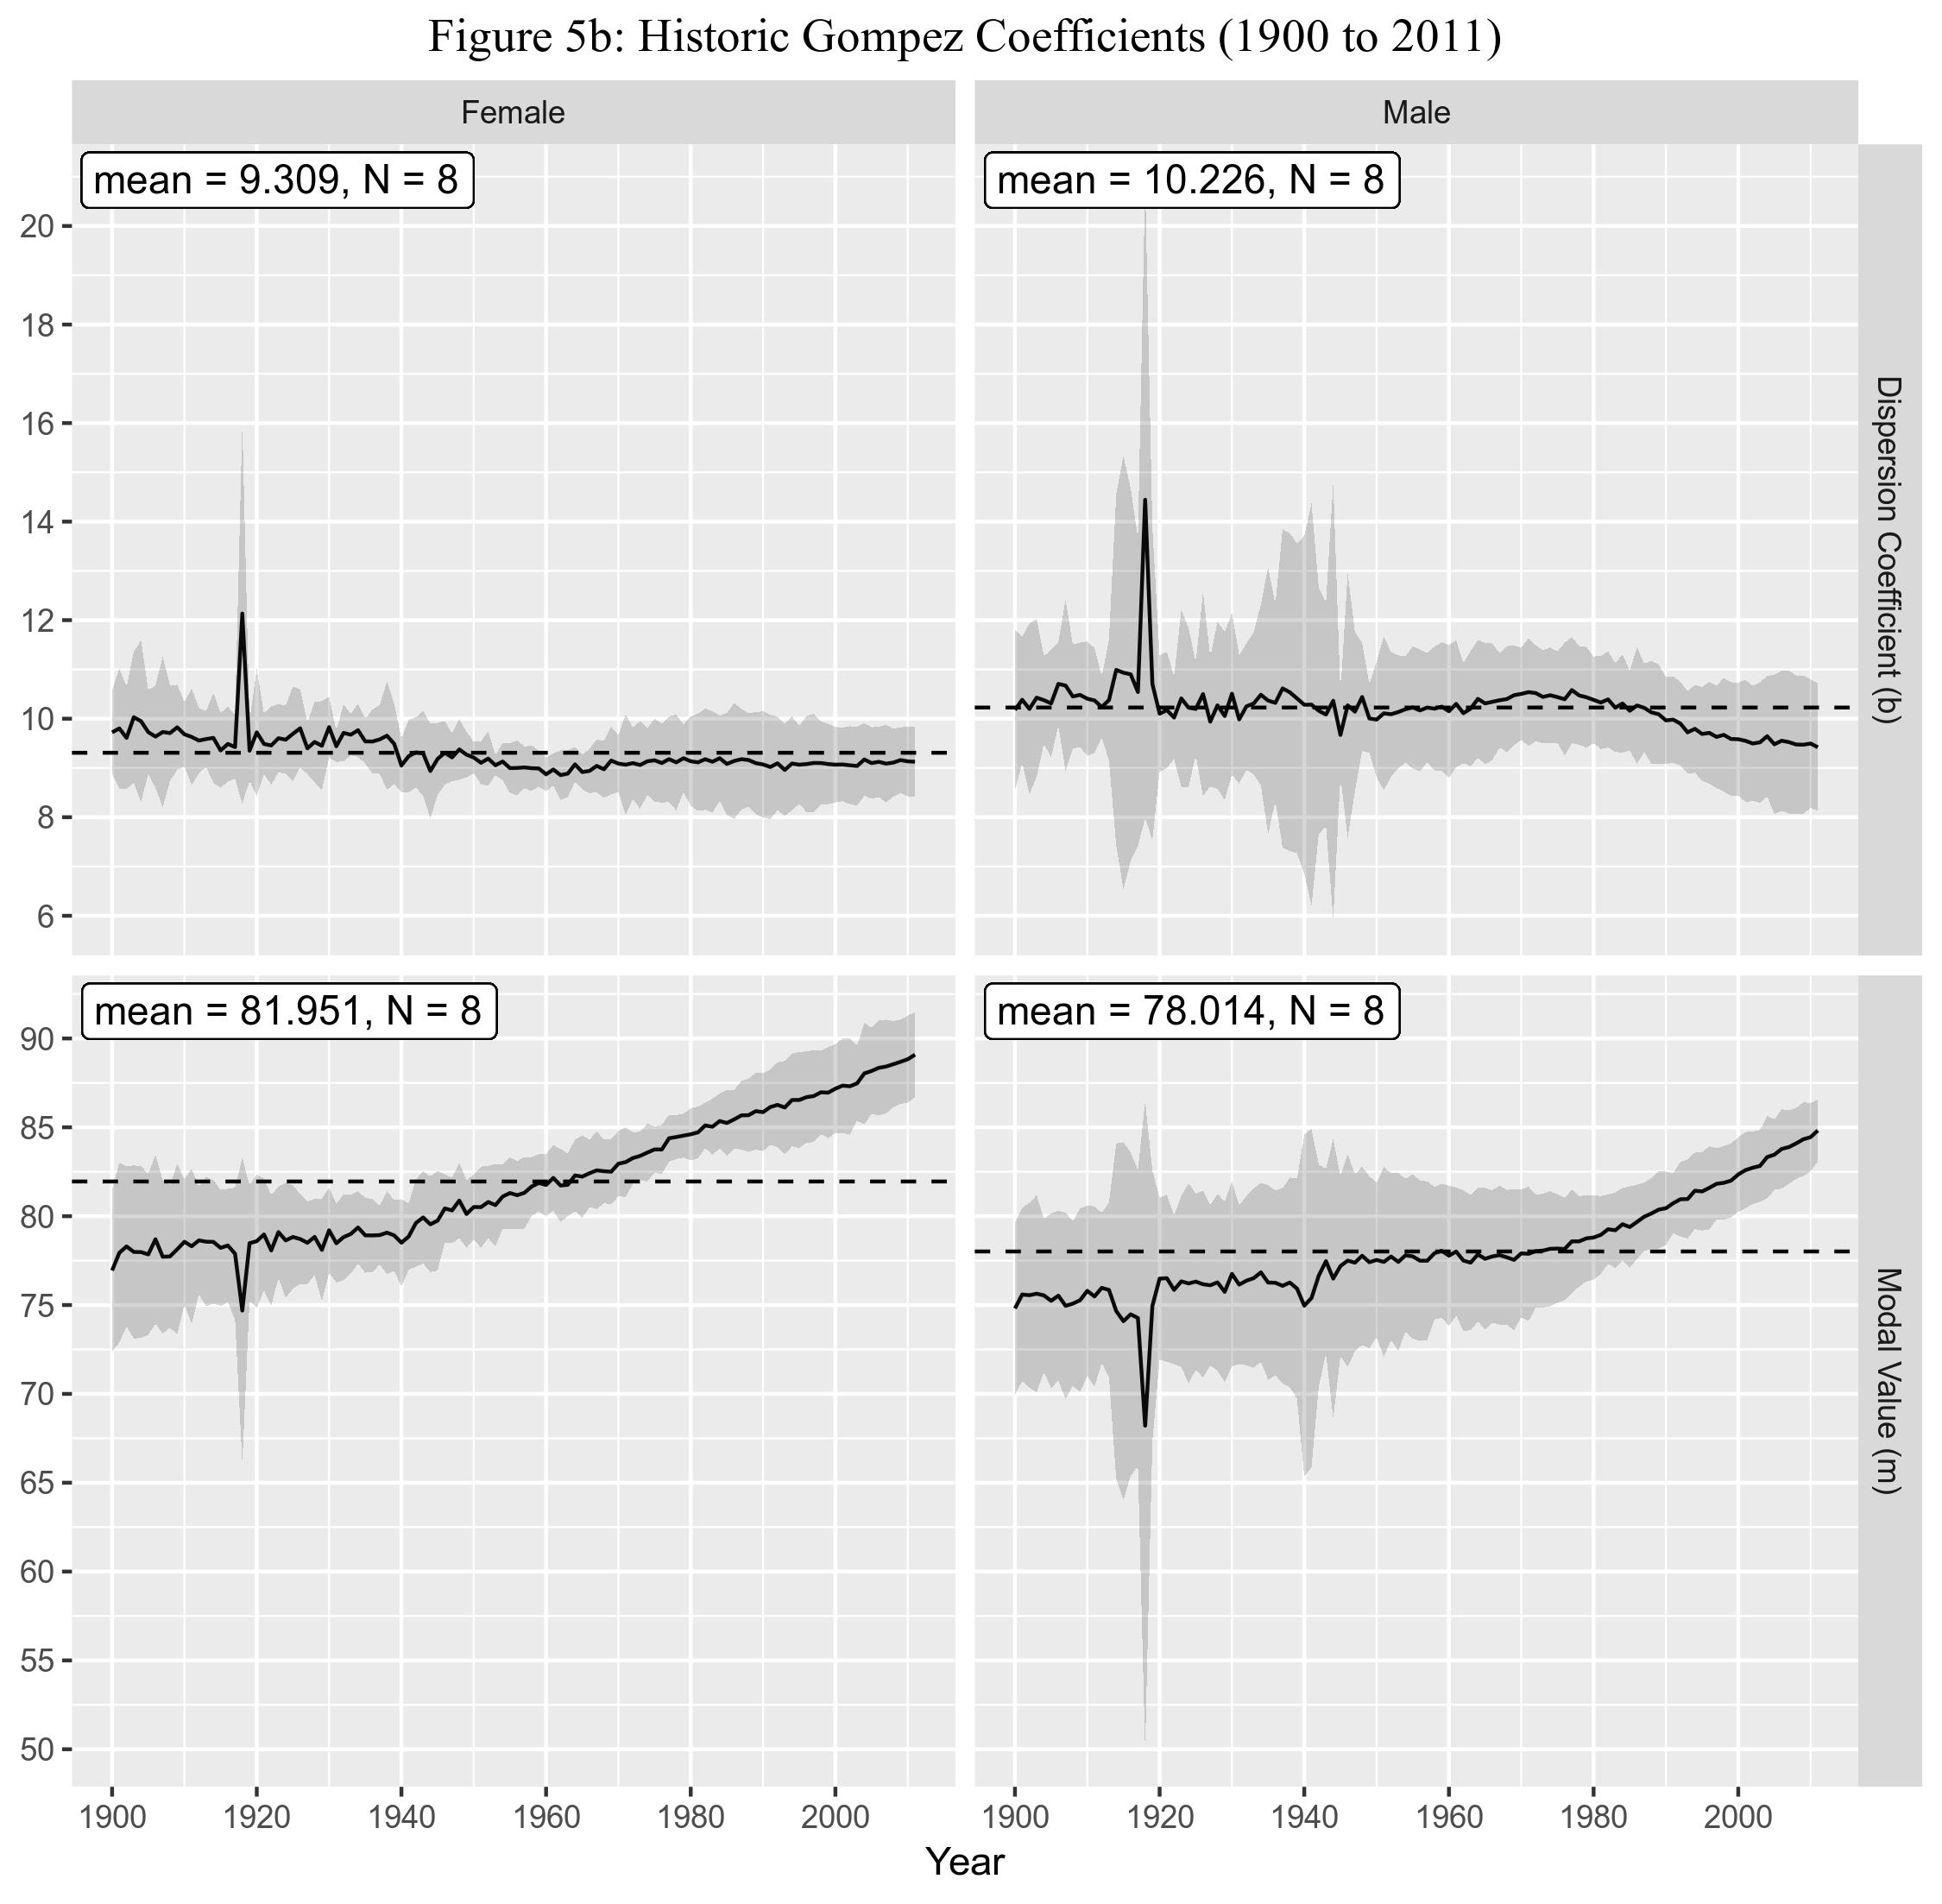 Figure 5b: Historic Gompez Coefficients (1900 to 2011)
Female
Male
mean = 9.309, N = 8
mean = 10.226, N = 8
20
18
16
14
12
10
8
6
Dispersion Coefficient (b)
mean = 81.951, N = 8
mean = 78.014, N = 8
90
85
80
75
70
65
60
55
50
Modal Value (m)
1900 1920 1940 1960 1980 2000
1900 1920 1940 1960 1980 2000
Year